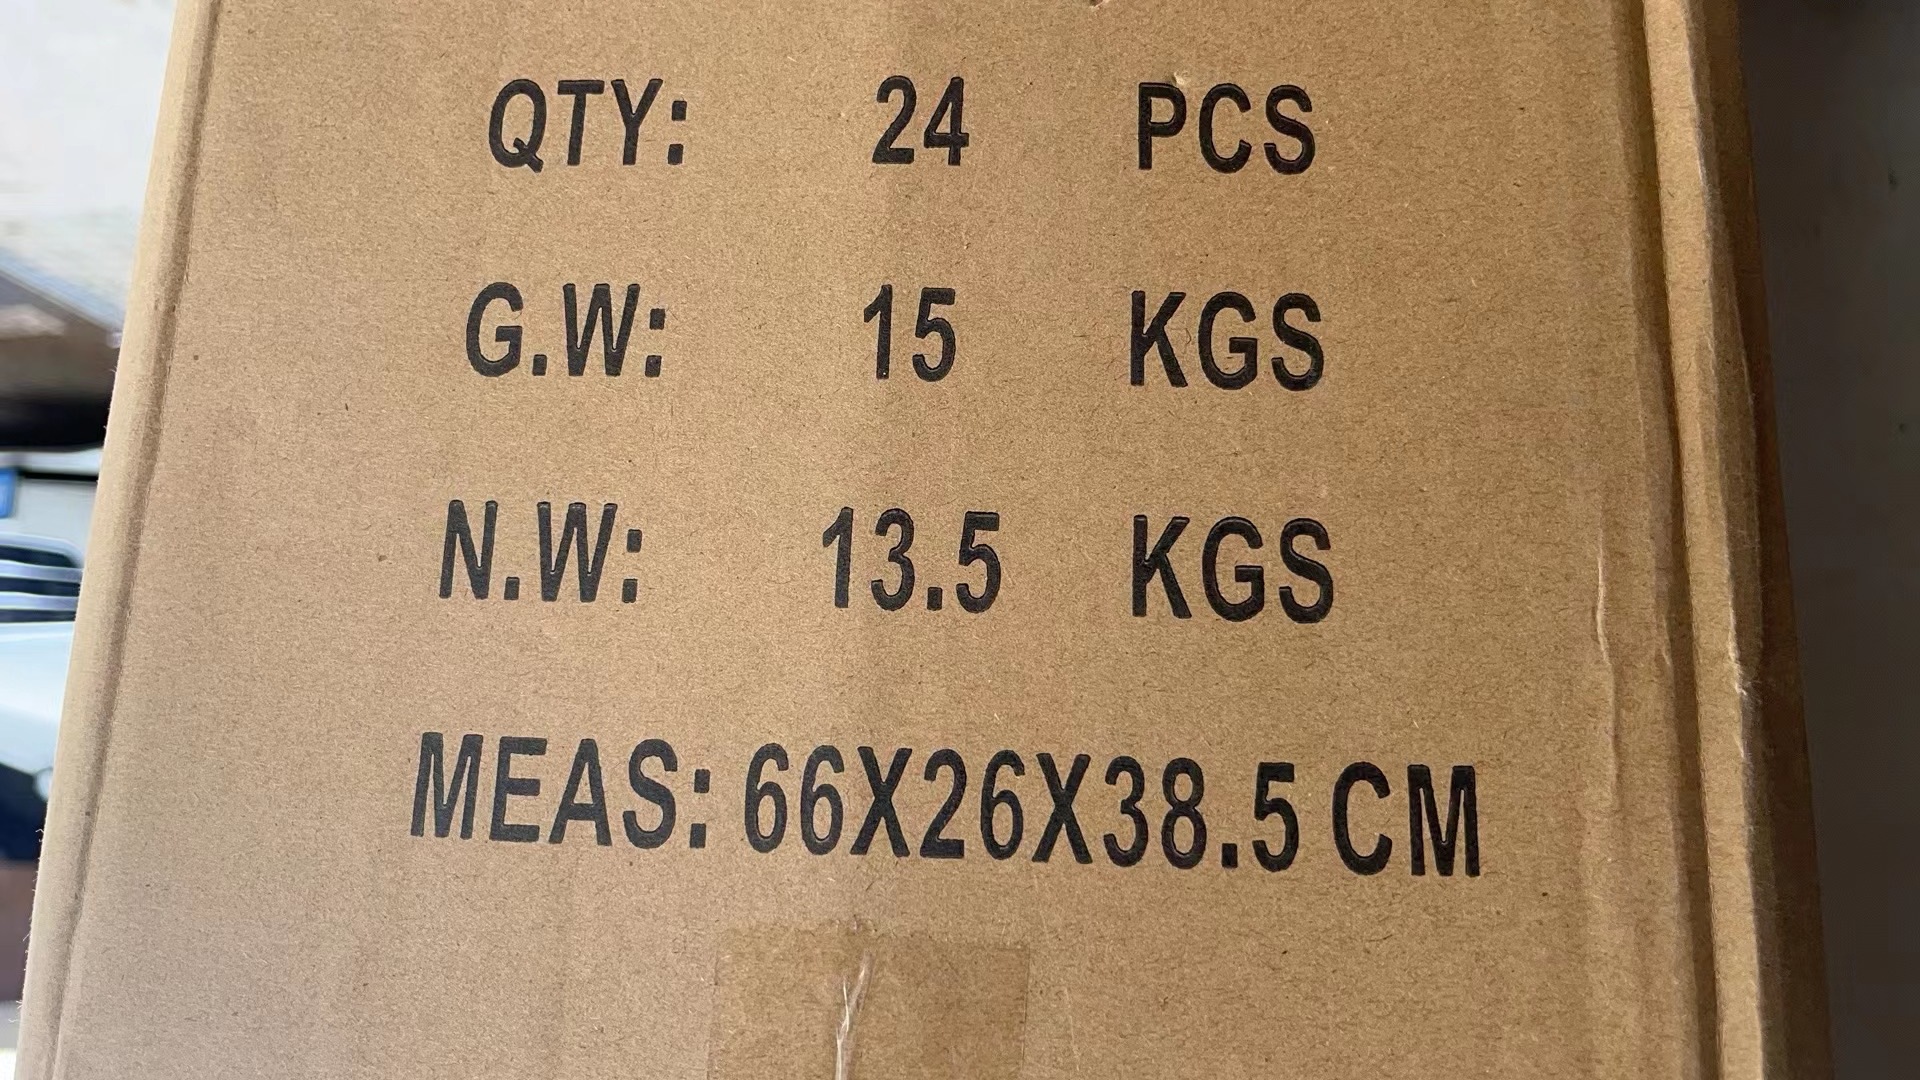 QTY: 24 PCS
G.W: 15 KGS
N.W: 13.5 KGS
MEAS: 66X26X38.5 CM